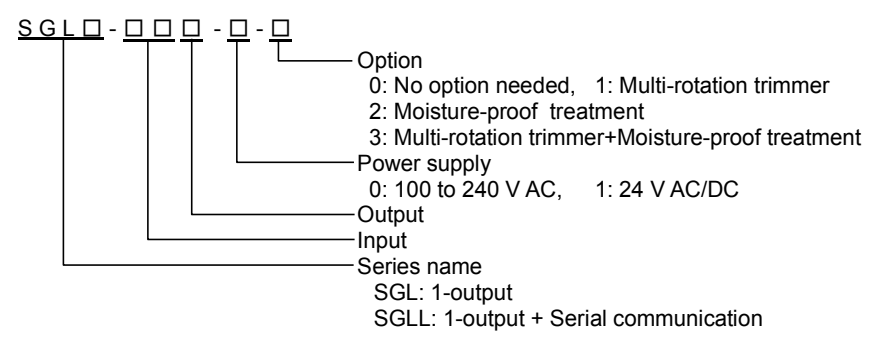 SGL□-□□□-□-□
Option
0: No option needed, 1: Multi-rotation trimmer
2: Moisture-proof treatment
3: Multi-rotation trimmer+Moisture-proof treatment
Power supply
0: 100 to 240 V AC, 1: 24 V AC/DC
Output
Input
Series name
SGL: 1-output
SGLL: 1-output + Serial communication